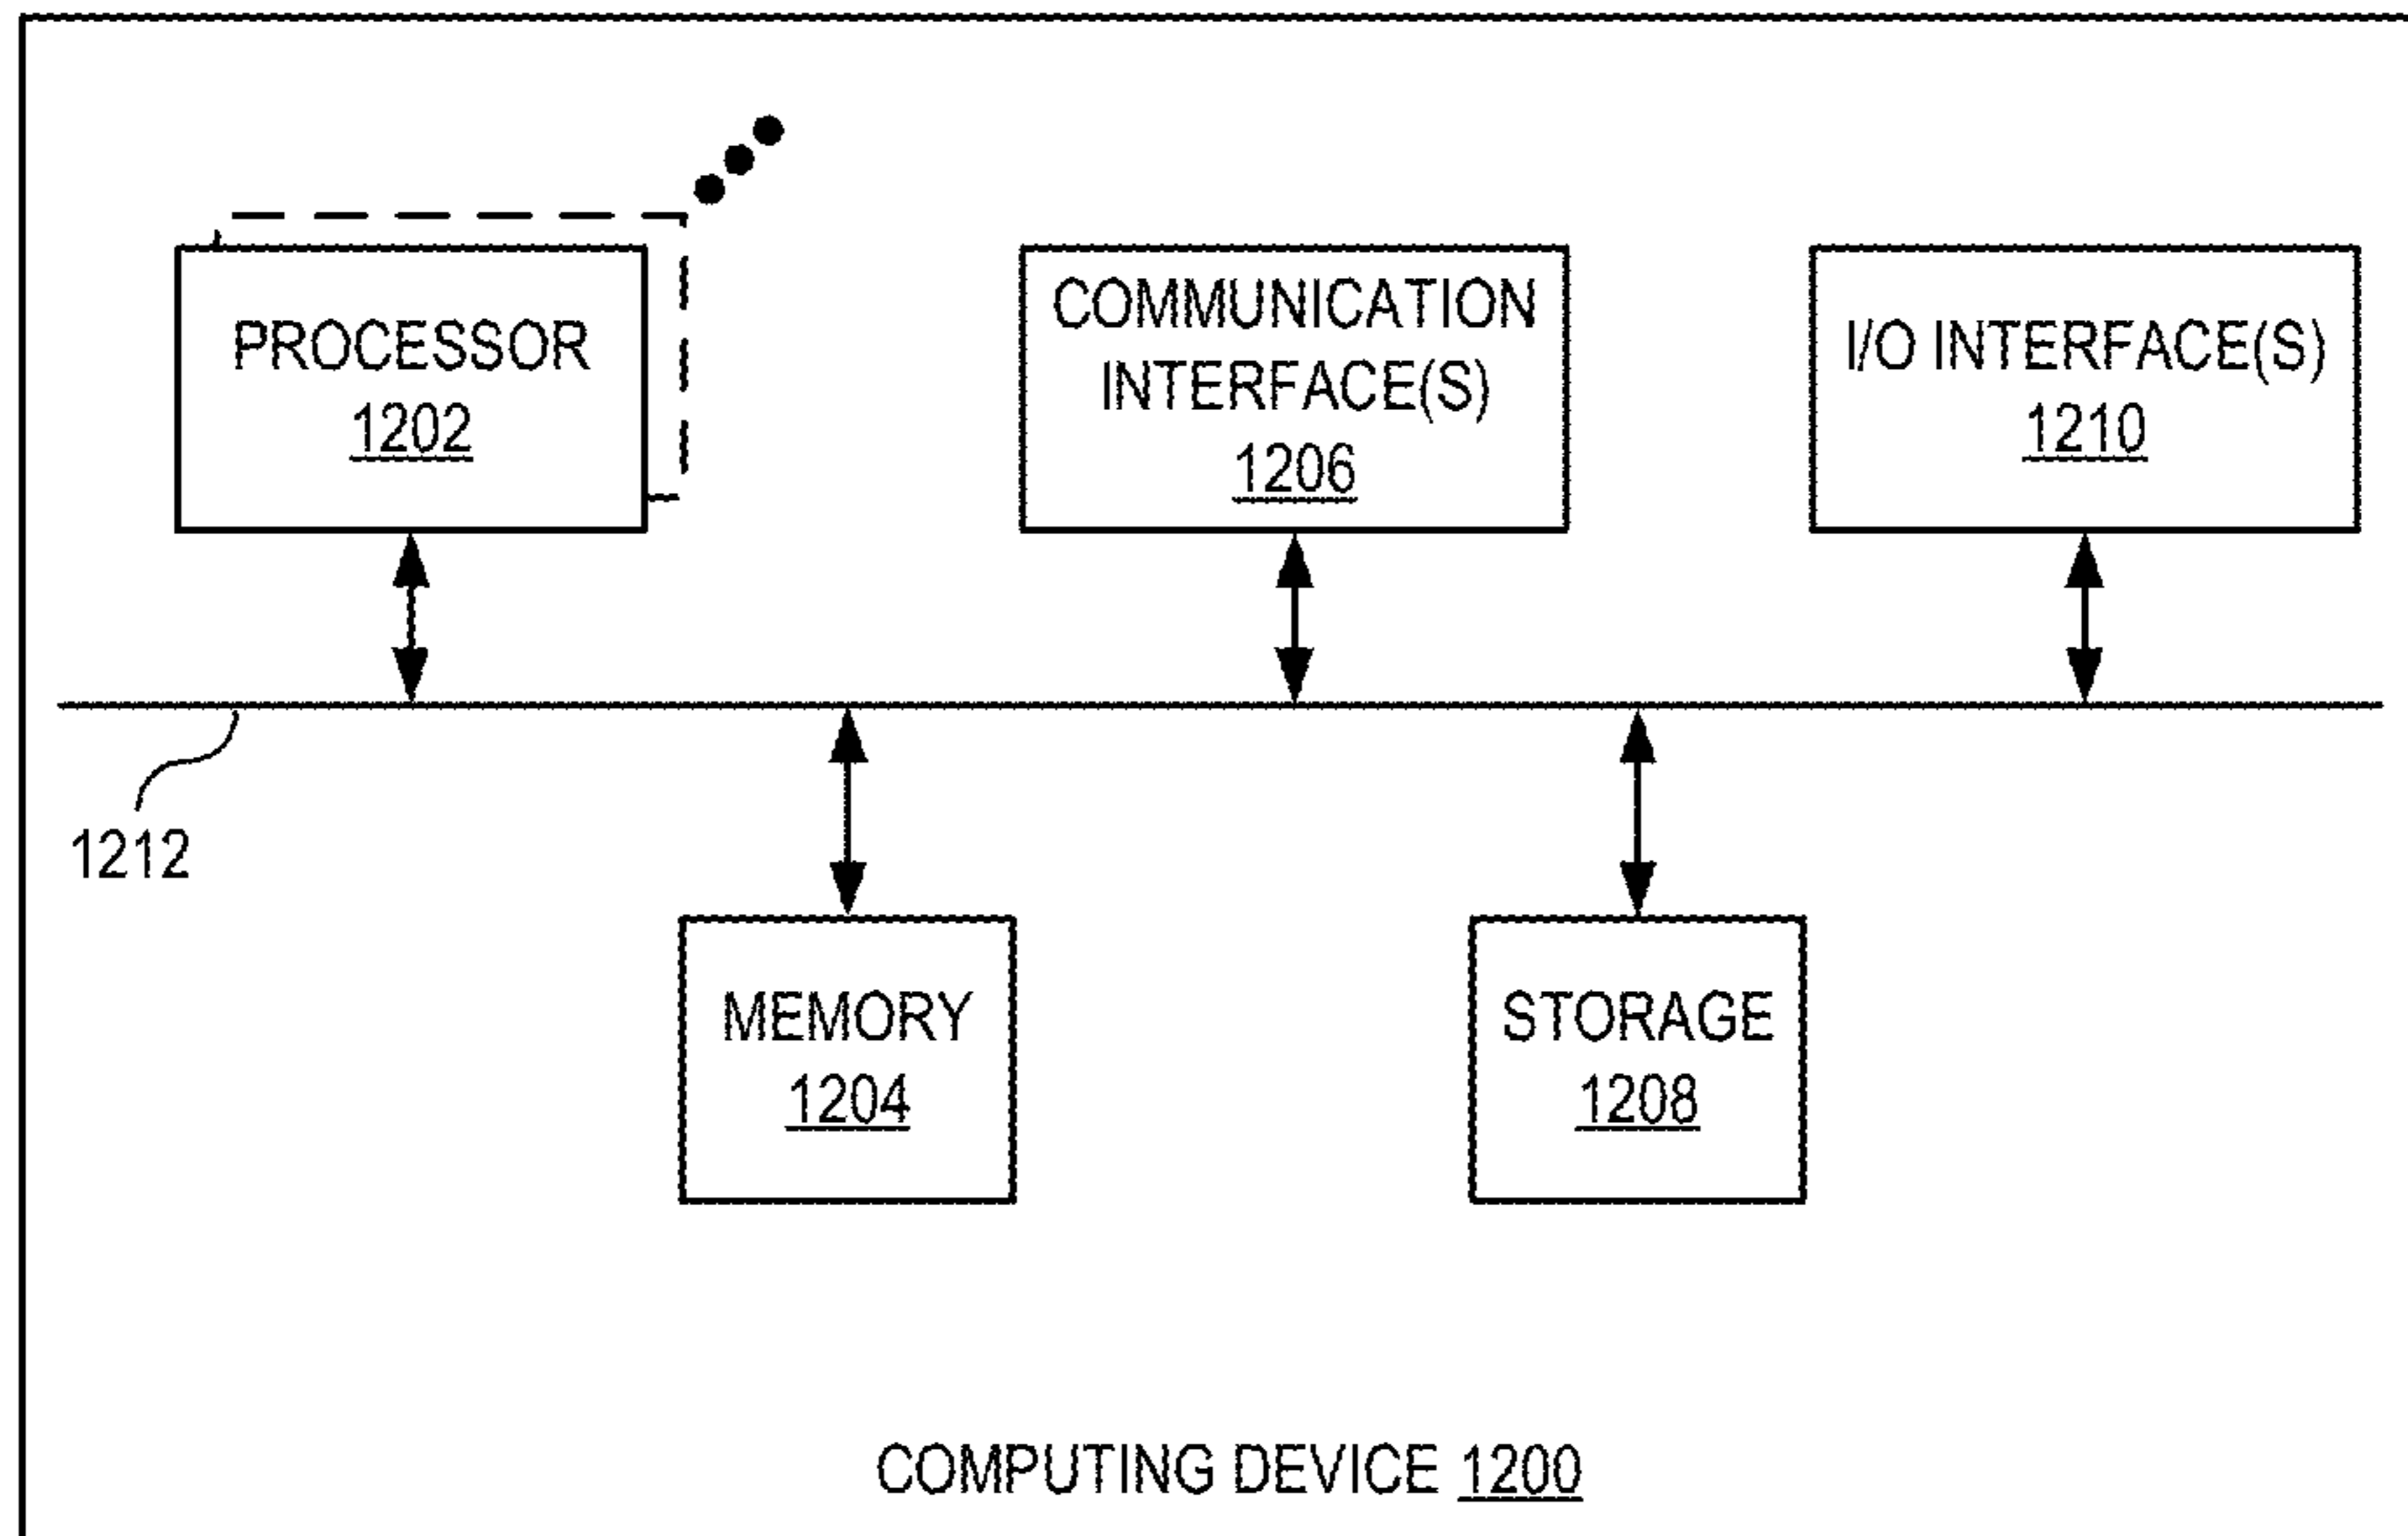 PROCESSOR
1202
COMMUNICATION
INTERFACE(S)
1206
I/O INTERFACE(S)
1210
1212
MEMORY
1204
STORAGE
1208
COMPUTING DEVICE 1200